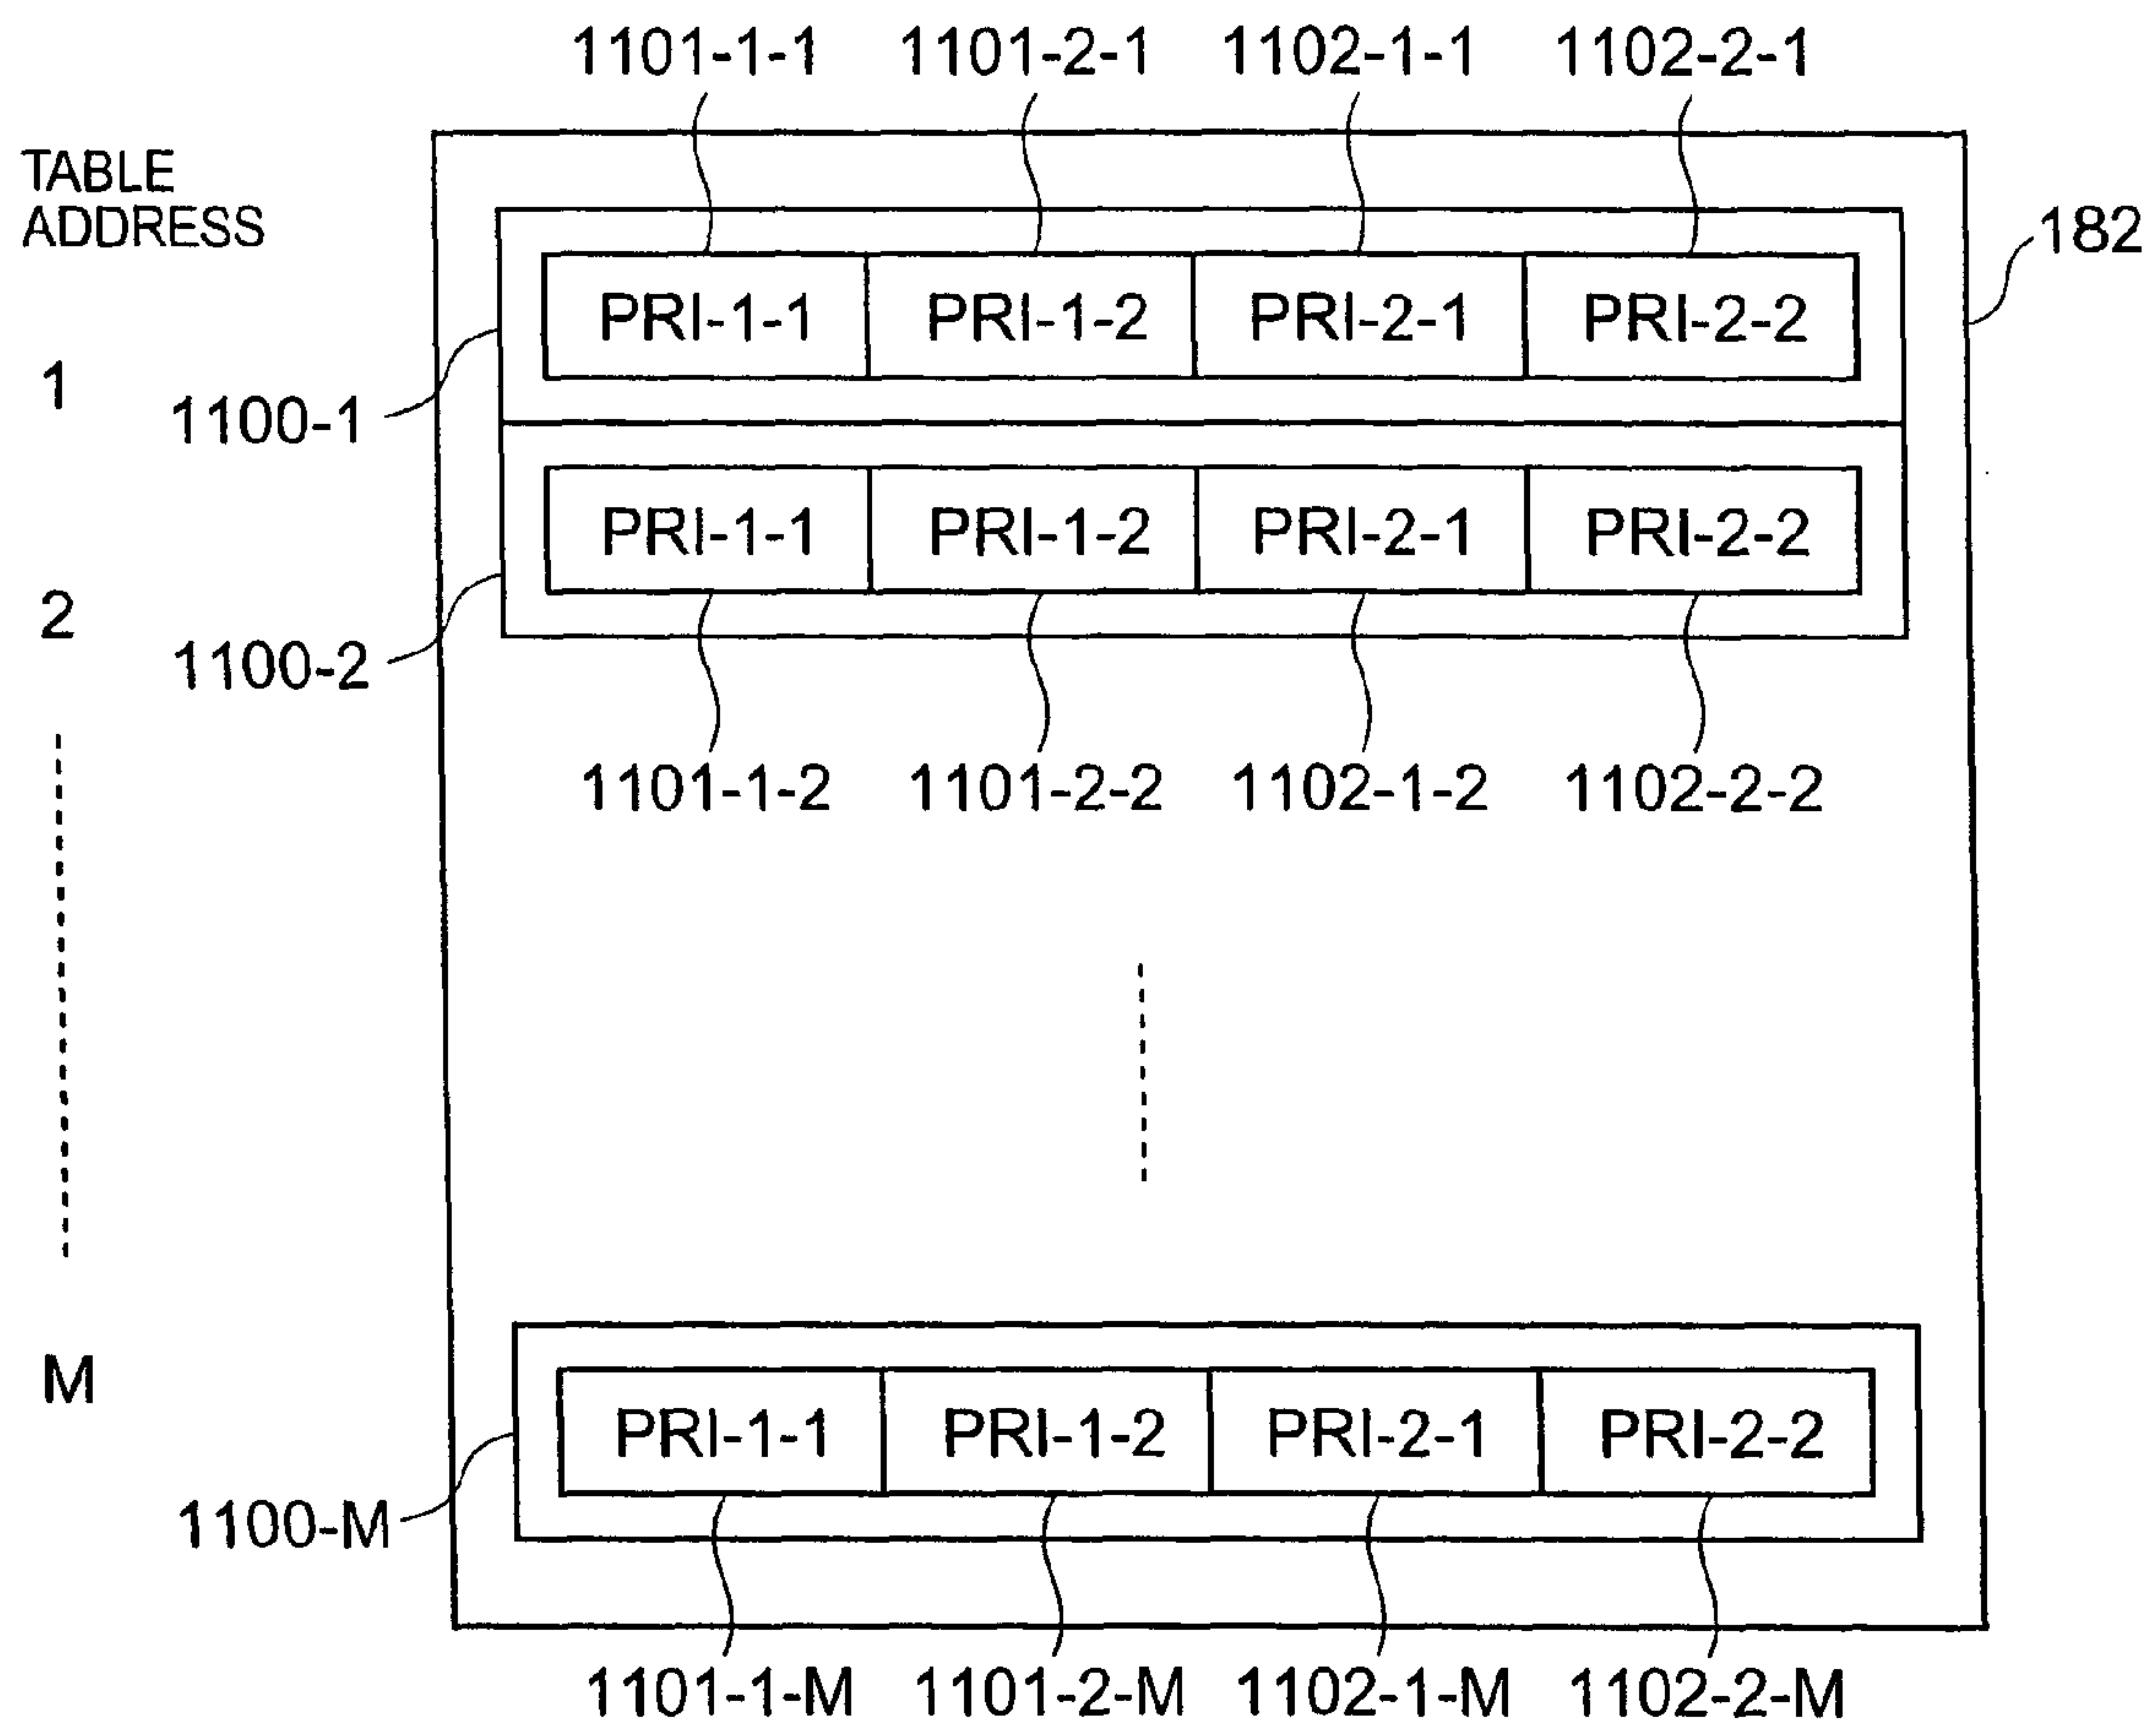 1101-1-1 1101-2-1 1102-1-1 1102-2-1
TABLE
ADDRESS
182
PRI-1-1 PRI-1-2 PRI-2-1 PRI-2-2
1
1100-1
PRI-1-1 PRI-1-2 PRI-2-1 PRI-2-2
2
1100-2
1101-1-2 1101-2-2 1102-1-2 1102-2-2
M
PRI-1-1 PRI-1-2 PRI-2-1 PRI-2-2
1100-M
1101-1-M 1101-2-M 1102-1-M 1102-2-M